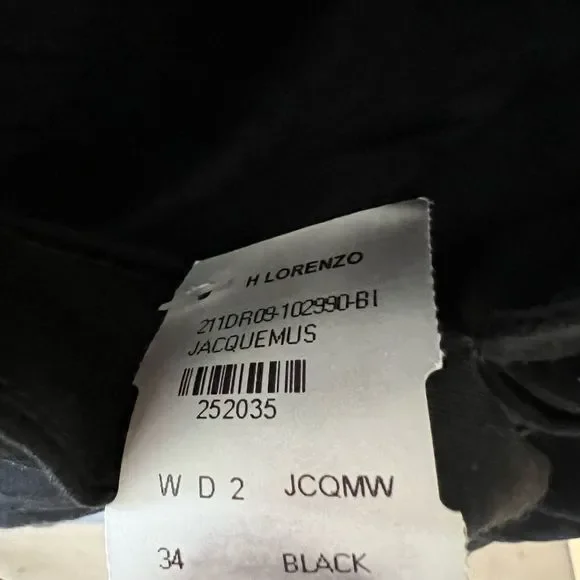 H LORENZO
211DR09-102990-BI
JACQUEMUS
252035
W D 2 JCQMW
34 BLACK